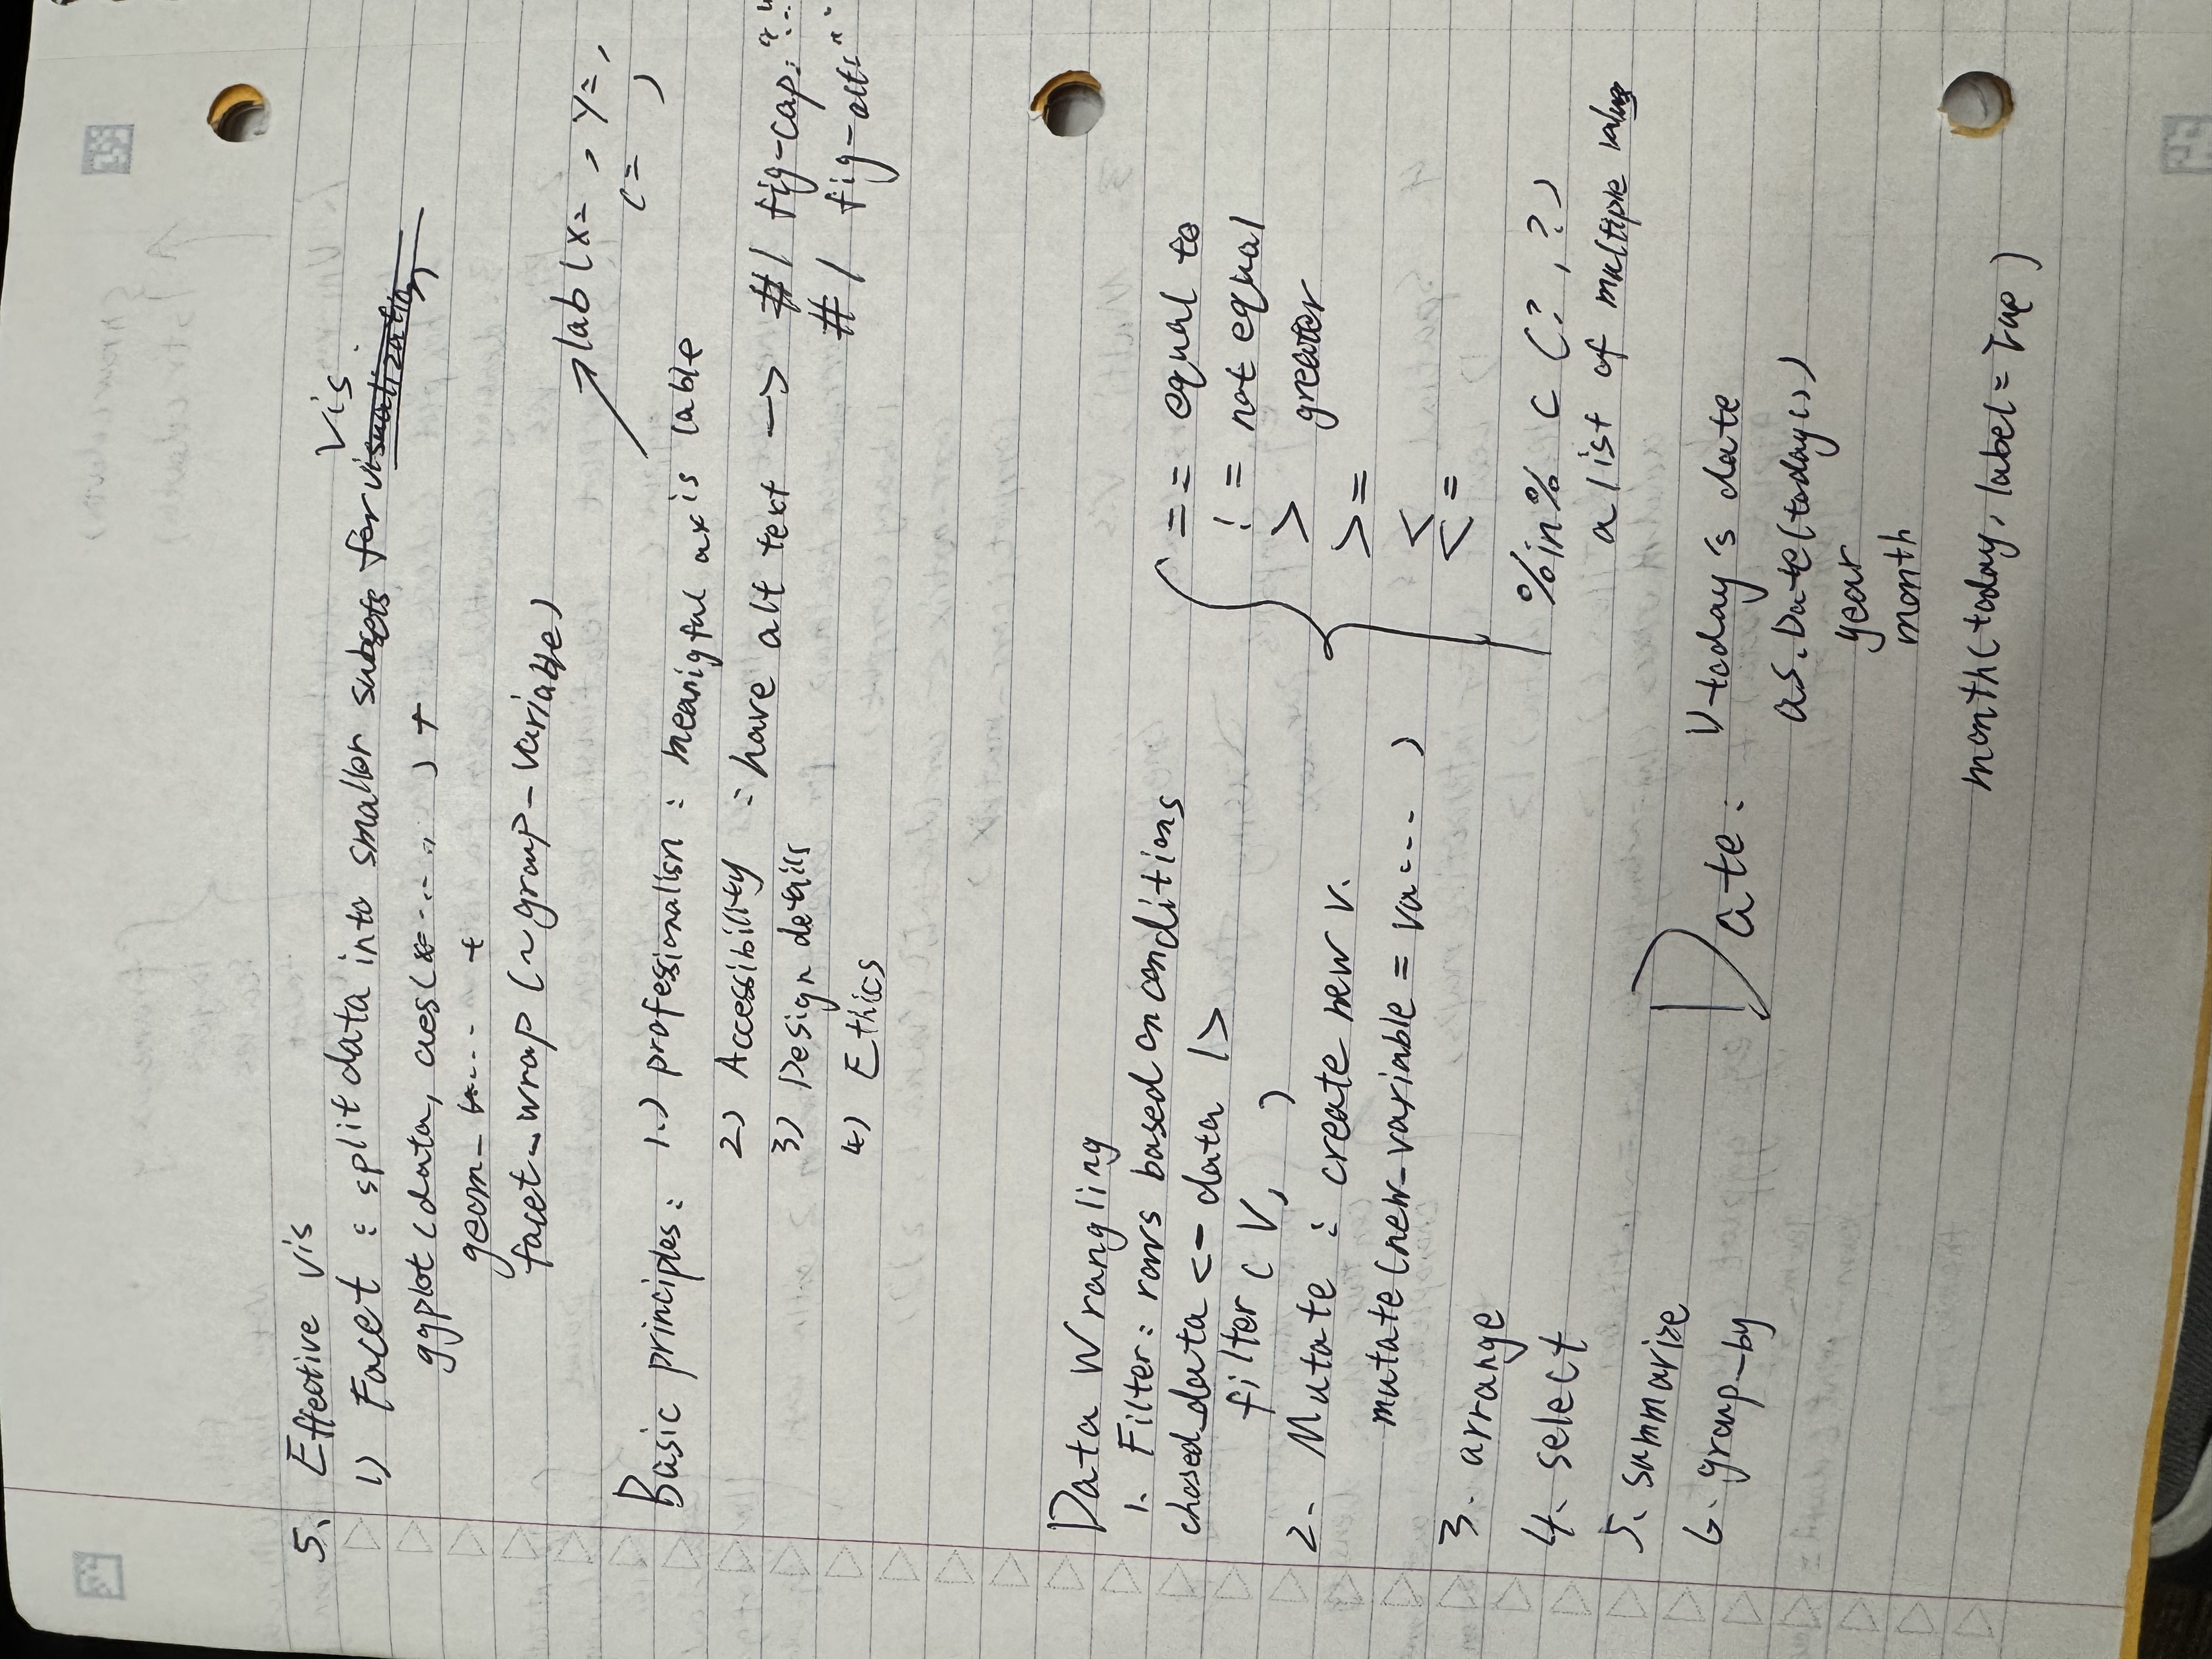 5. Effective vis
1) Facet : split data into smaller subsets for vis.
ggplot (data, aes(x=.... ) +
geom_ .... +
facet_wrap (~group-variable)
lab (x= , y= ,
c= )
Basic principles : 1.) professionalism : meanigful axis lable
2) Accessibility : have alt text -> #| fig-cap: "..."
#| fig-alt: " "
3) Design details
4) Ethics
Data Wrangling
1. Filter : rows based on conditions
chosed_data <- data |>
filter ( V, )
2. Mutate : create new v.
mutate (new_variable = va... )
3. arrange
4. select
5. summarize
6. group_by
== equal to
!= not equal
> greater
>=
<
<=
%in% c (?, ?)
a list of multiple values
Date : 1) today's date
as.Date(today())
year
month
month(today, label = True )